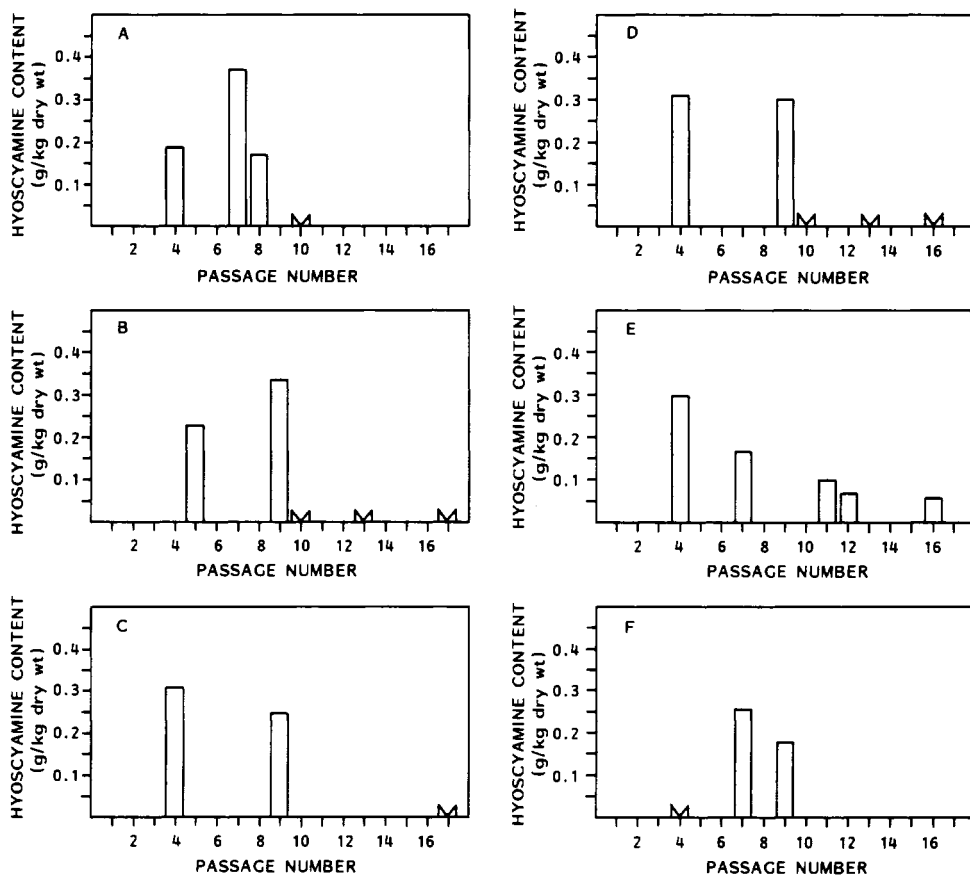 A
HYOSCYAMINE CONTENT
(g/kg dry wt)
0.4
0.3
0.2
0.1
2 4 6 8 10 12 14 16
PASSAGE NUMBER
D
HYOSCYAMINE CONTENT
(g/kg dry wt)
0.4
0.3
0.2
0.1
2 4 6 8 10 12 14 16
PASSAGE NUMBER
B
HYOSCYAMINE CONTENT
(g/kg dry wt)
0.4
0.3
0.2
0.1
2 4 6 8 10 12 14 16
PASSAGE NUMBER
E
HYOSCYAMINE CONTENT
(g/kg dry wt)
0.4
0.3
0.2
0.1
2 4 6 8 10 12 14 16
PASSAGE NUMBER
C
HYOSCYAMINE CONTENT
(g/kg dry wt)
0.4
0.3
0.2
0.1
2 4 6 8 10 12 14 16
PASSAGE NUMBER
F
HYOSCYAMINE CONTENT
(g/kg dry wt)
0.4
0.3
0.2
0.1
2 4 6 8 10 12 14 16
PASSAGE NUMBER